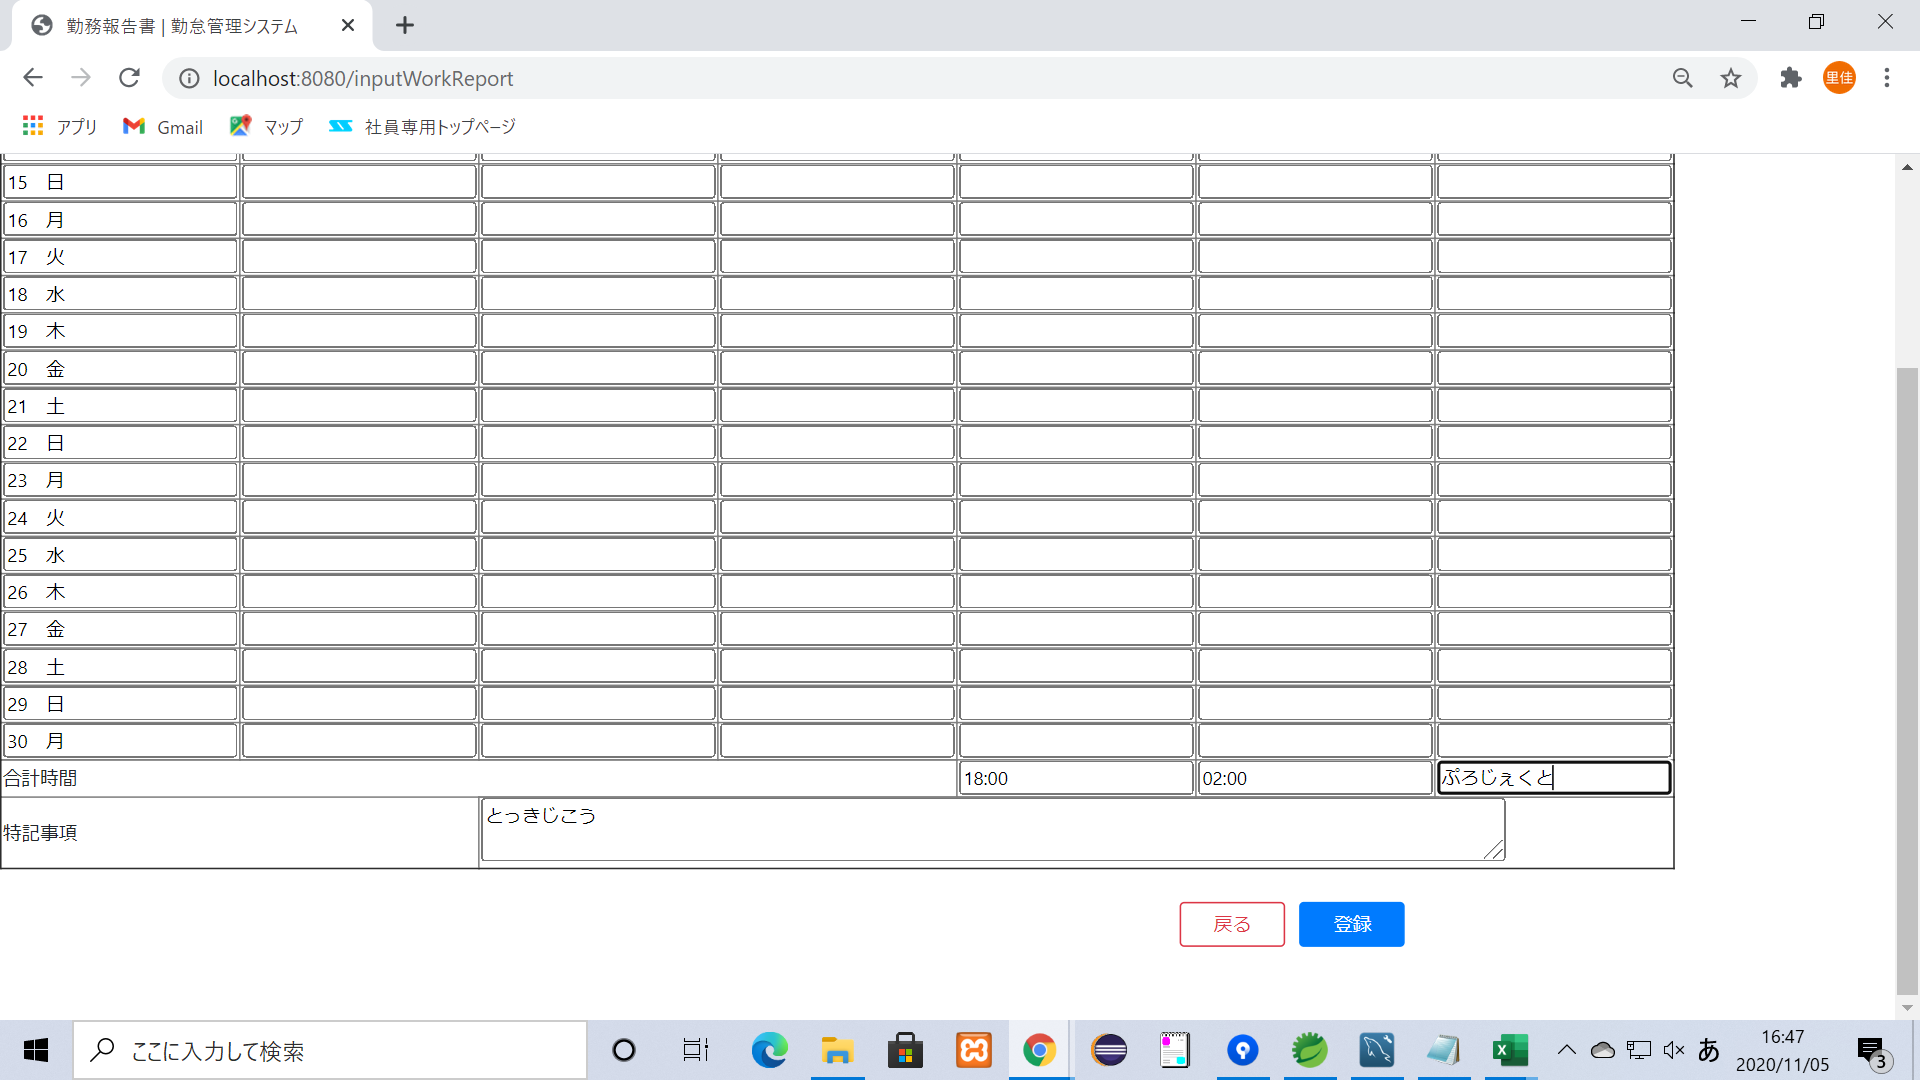 勤務報告書 | 勤怠管理システム
localhost:8080/inputWorkReport
里佳
アプリ Gmail マップ 社員専用トップページ
15 日
16 月
17 火
18 水
19 木
20 金
21 土
22 日
23 月
24 火
25 水
26 木
27 金
28 土
29 日
30 月
合計時間 18:00 02:00 ぷろじぇくと
特記事項 とっきじこう
戻る 登録
ここに入力して検索
あ
16:47
2020/11/05
3